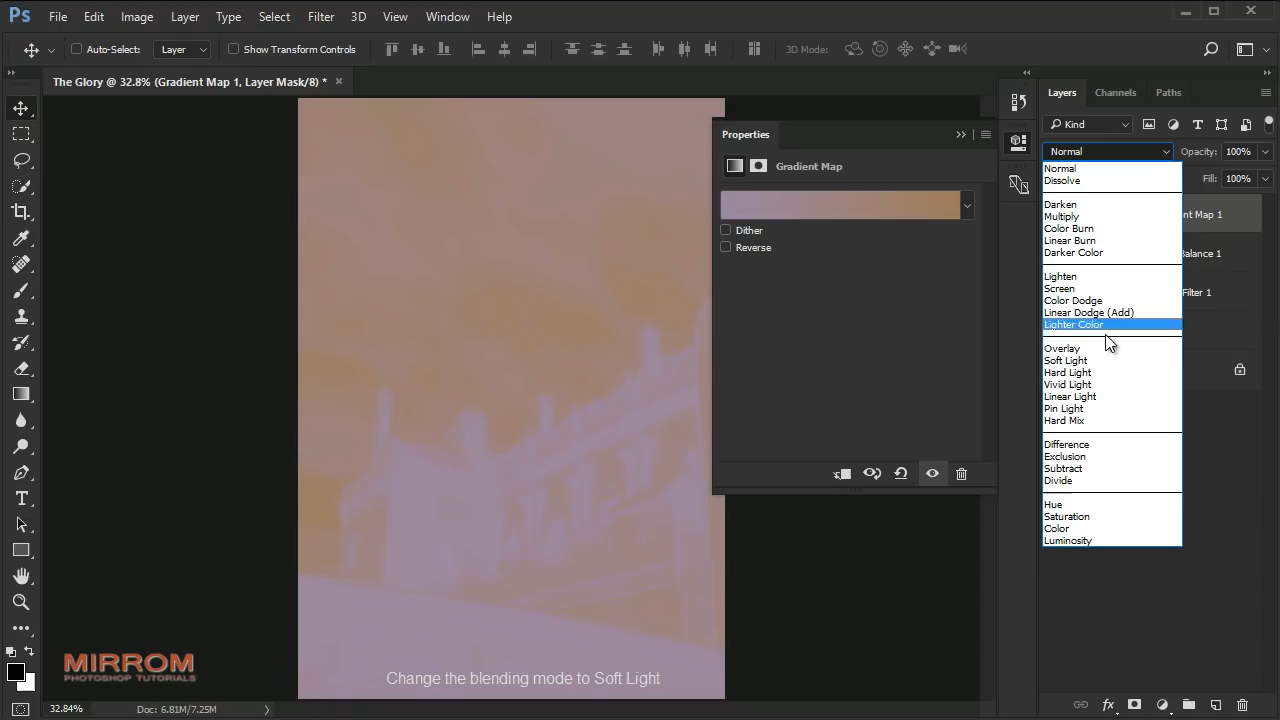 Ps File Edit Image Layer Type Select Filter 3D View Window Help
Auto-Select: Layer Show Transform Controls 3D Mode:
The Glory @ 32.8% (Gradient Map 1, Layer Mask/8) * ×
Properties
Gradient Map
Dither
Reverse
Layers Channels Paths
Kind
Normal Opacity: 100%
Fill: 100%
Normal
Dissolve
Darken
Multiply
Color Burn
Linear Burn
Darker Color
Lighten
Screen
Color Dodge
Linear Dodge (Add)
Lighter Color
Overlay
Soft Light
Hard Light
Vivid Light
Linear Light
Pin Light
Hard Mix
Difference
Exclusion
Subtract
Divide
Hue
Saturation
Color
Luminosity
nt Map 1
Balance 1
Filter 1
MIRROM
PHOTOSHOP TUTORIALS
Change the blending mode to Soft Light
32.84% Doc: 6.81M/7.25M
fx